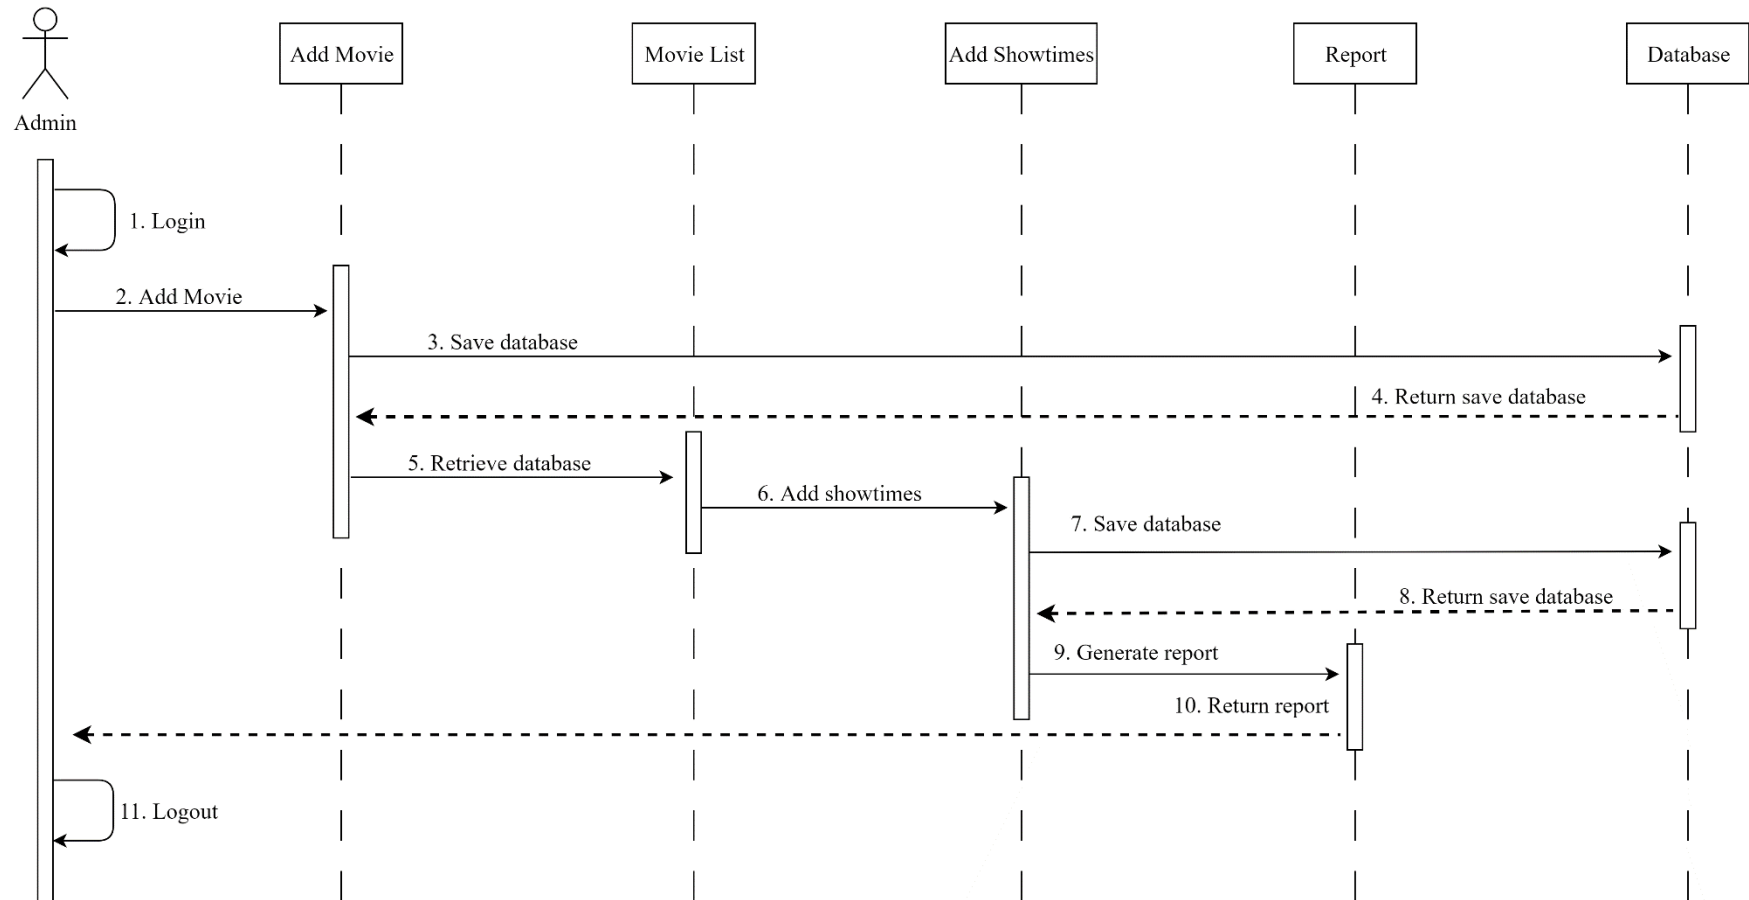 Add Movie
Movie List
Add Showtimes
Report
Database
Admin
1. Login
2. Add Movie
3. Save database
4. Return save database
5. Retrieve database
6. Add showtimes
7. Save database
8. Return save database
9. Generate report
10. Return report
11. Logout